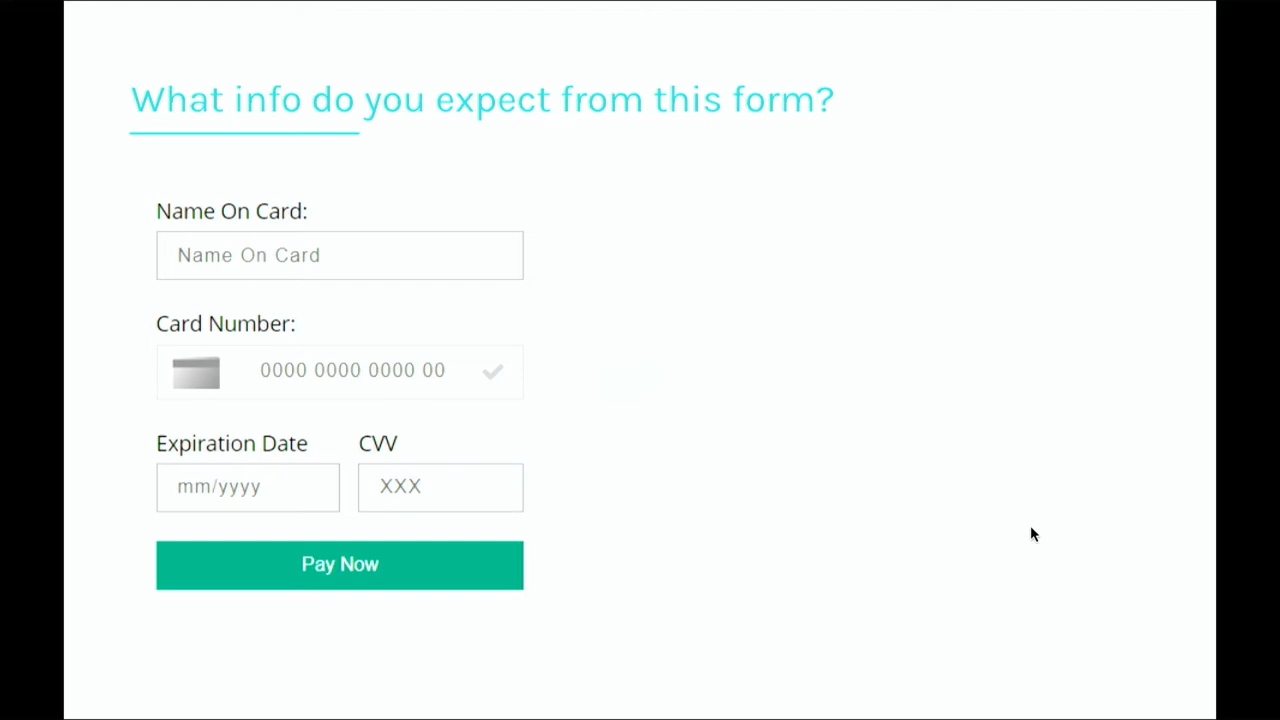 What info do you expect from this form?
Name On Card:
Name On Card
Card Number:
0000 0000 0000 00
Expiration Date CVV
mm/yyyy XXX
Pay Now